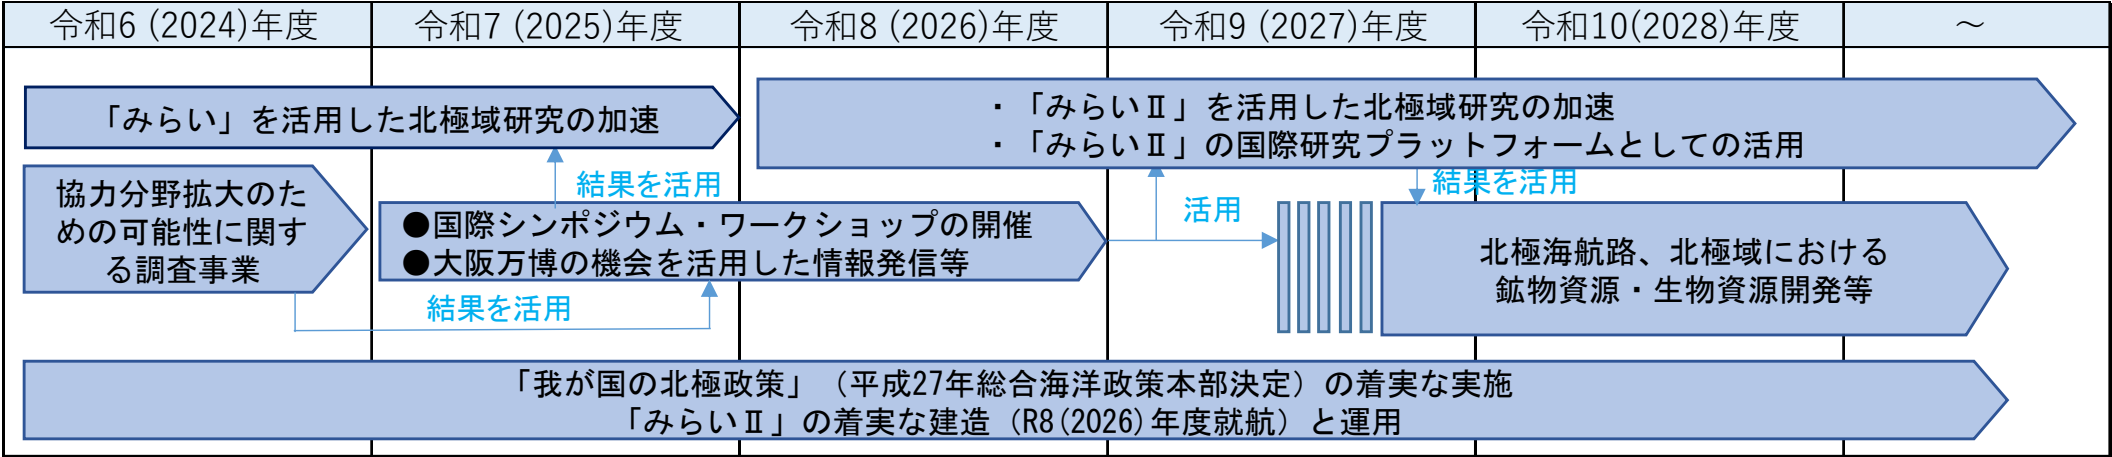 令和6 (2024)年度
令和7 (2025)年度
令和8 (2026)年度
令和9 (2027)年度
令和10(2028)年度
～
「みらい」を活用した北極域研究の加速
・「みらいⅡ」を活用した北極域研究の加速
・「みらいⅡ」の国際研究プラットフォームとしての活用
協力分野拡大のた
めの可能性に関す
る調査事業
結果を活用
●国際シンポジウム・ワークショップの開催
●大阪万博の機会を活用した情報発信等
結果を活用
活用
結果を活用
北極海航路、北極域における
鉱物資源・生物資源開発等
「我が国の北極政策」（平成27年総合海洋政策本部決定）の着実な実施
「みらいⅡ」の着実な建造（R8(2026)年度就航）と運用